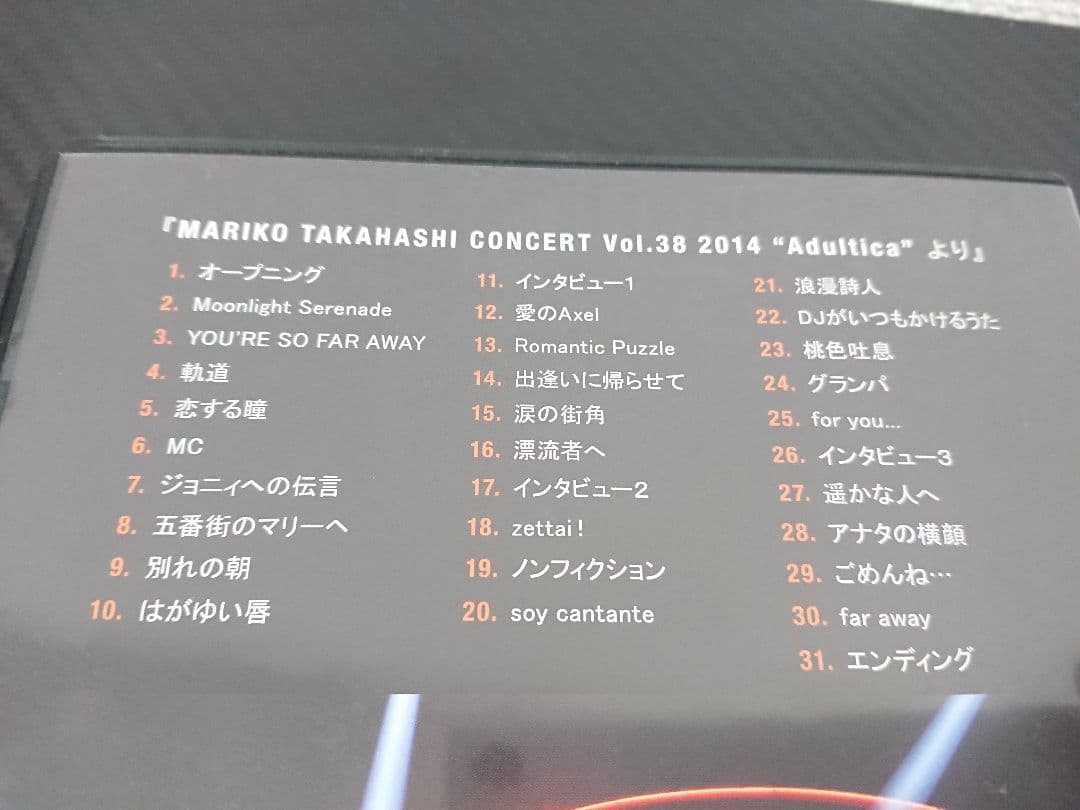 『MARIKO TAKAHASHI CONCERT Vol.38 2014 “Adultica” より』
1. オープニング
2. Moonlight Serenade
3. YOU'RE SO FAR AWAY
4. 軌道
5. 恋する瞳
6. MC
7. ジョニィへの伝言
8. 五番街のマリーへ
9. 別れの朝
10. はがゆい唇
11. インタビュー1
12. 愛のAxel
13. Romantic Puzzle
14. 出逢いに帰らせて
15. 涙の街角
16. 漂流者へ
17. インタビュー2
18. zettai!
19. ノンフィクション
20. soy cantante
21. 浪漫詩人
22. DJがいつもかけるうた
23. 桃色吐息
24. グランパ
25. for you...
26. インタビュー3
27. 遥かな人へ
28. アナタの横顔
29. ごめんね…
30. far away
31. エンディング